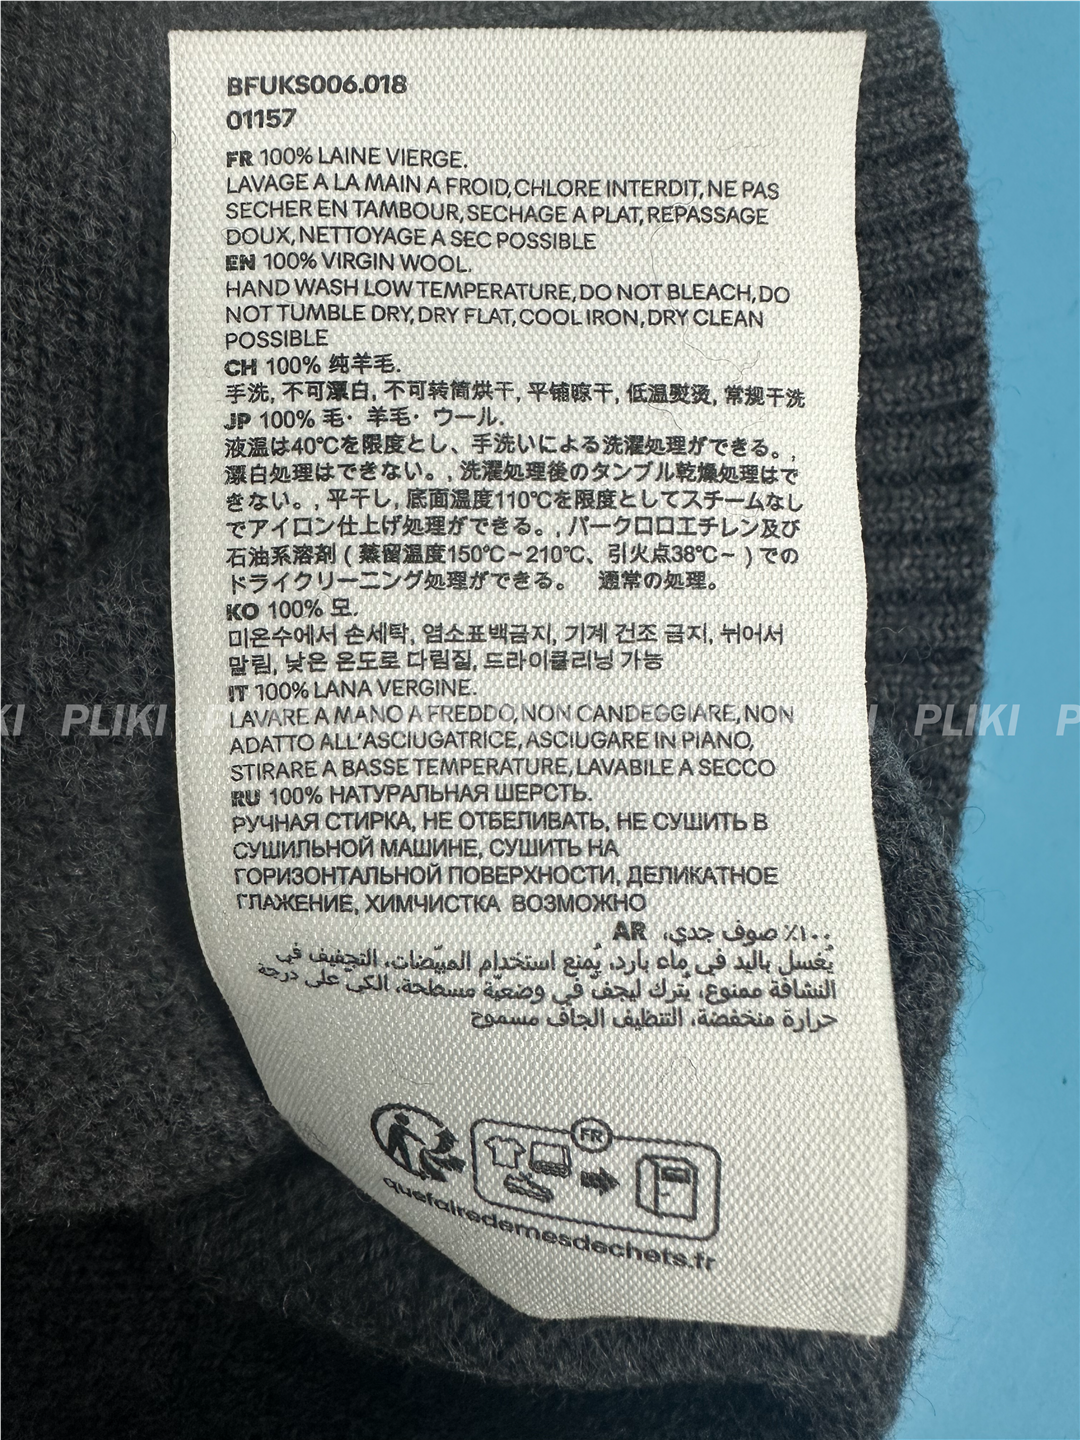 BFUKS006.018
01157
FR 100% LAINE VIERGE.
LAVAGE A LA MAIN A FROID, CHLORE INTERDIT, NE PAS
SECHER EN TAMBOUR, SECHAGE A PLAT, REPASSAGE
DOUX, NETTOYAGE A SEC POSSIBLE
EN 100% VIRGIN WOOL.
HAND WASH LOW TEMPERATURE, DO NOT BLEACH, DO
NOT TUMBLE DRY, DRY FLAT, COOL IRON, DRY CLEAN
POSSIBLE
CH 100% 纯羊毛.
手洗, 不可漂白, 不可转筒烘干, 平铺晾干, 低温熨烫, 常规干洗
JP 100% 毛・羊毛・ウール.
液温は40℃を限度とし、手洗いによる洗濯処理ができる。,
漂白処理はできない。, 洗濯処理後のタンブル乾燥処理はで
きない。, 平干し, 底面温度110℃を限度としてスチームなし
でアイロン仕上げ処理ができる。, パークロロエチレン及び
石油系溶剤 ( 蒸留温度150℃~210℃、引火点38℃~ ) での
ドライクリーニング処理ができる。 通常の処理。
KO 100% 모.
미온수에서 손세탁, 염소표백금지, 기계 건조 금지, 뉘어서
말림, 낮은 온도로 다림질, 드라이클리닝 가능
IT 100% LANA VERGINE.
LAVARE A MANO A FREDDO, NON CANDEGGIARE, NON
ADATTO ALL'ASCIUGATRICE, ASCIUGARE IN PIANO,
STIRARE A BASSE TEMPERATURE, LAVABILE A SECCO
RU 100% НАТУРАЛЬНАЯ ШЕРСТЬ.
РУЧНАЯ СТИРКА, НЕ ОТБЕЛИВАТЬ, НЕ СУШИТЬ В
СУШИЛЬНОЙ МАШИНЕ, СУШИТЬ НА
ГОРИЗОНТАЛЬНОЙ ПОВЕРХНОСТИ, ДЕЛИКАТНОЕ
ГЛАЖЕНИЕ, ХИМЧИСТКА ВОЗМОЖНО
١٠٠٪ صوف جدي، AR
يُغسل باليد في ماء بارد، يُمنع استخدام المبيّضات، التجفيف في
النشافة ممنوع، يترك ليجف في وضعيّة مسطحة، الكيّ على درجة
حرارة منخفضة، التنظيف الجاف مسموح
FR
quefairedemesdechets.fr
PLIKI PLIKI